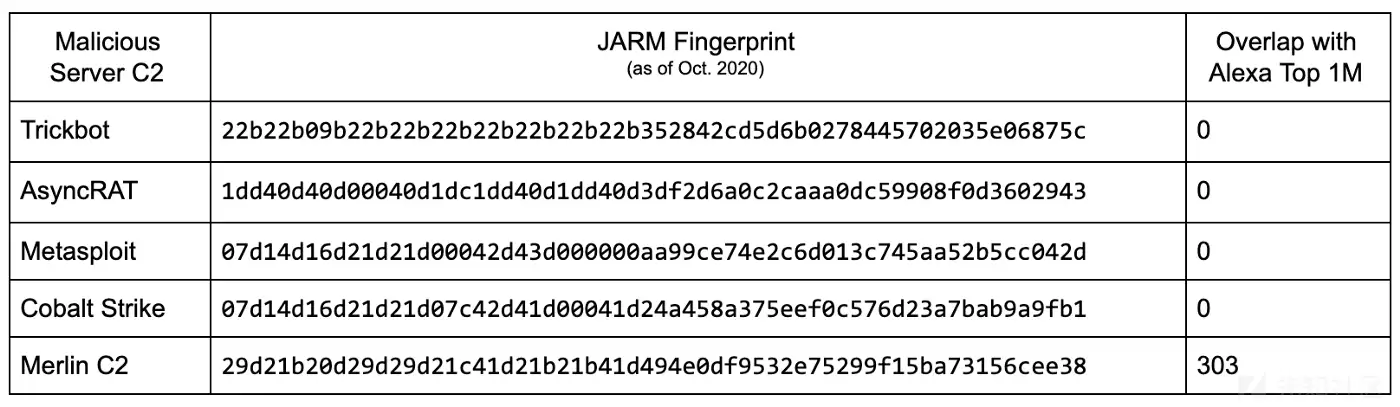 Malicious
Server C2
JARM Fingerprint
(as of Oct. 2020)
Overlap with
Alexa Top 1M
Trickbot
22b22b09b22b22b22b22b22b22b22b352842cd5d6b0278445702035e06875c
0
AsyncRAT
1dd40d40d00040d1dc1dd40d1dd40d3df2d6a0c2caaa0dc59908f0d3602943
0
Metasploit
07d14d16d21d21d00042d43d000000aa99ce74e2c6d013c745aa52b5cc042d
0
Cobalt Strike
07d14d16d21d21d07c42d41d00041d24a458a375eef0c576d23a7bab9a9fb1
0
Merlin C2
29d21b20d29d29d21c41d21b21b41d494e0df9532e75299f15ba73156cee38
303